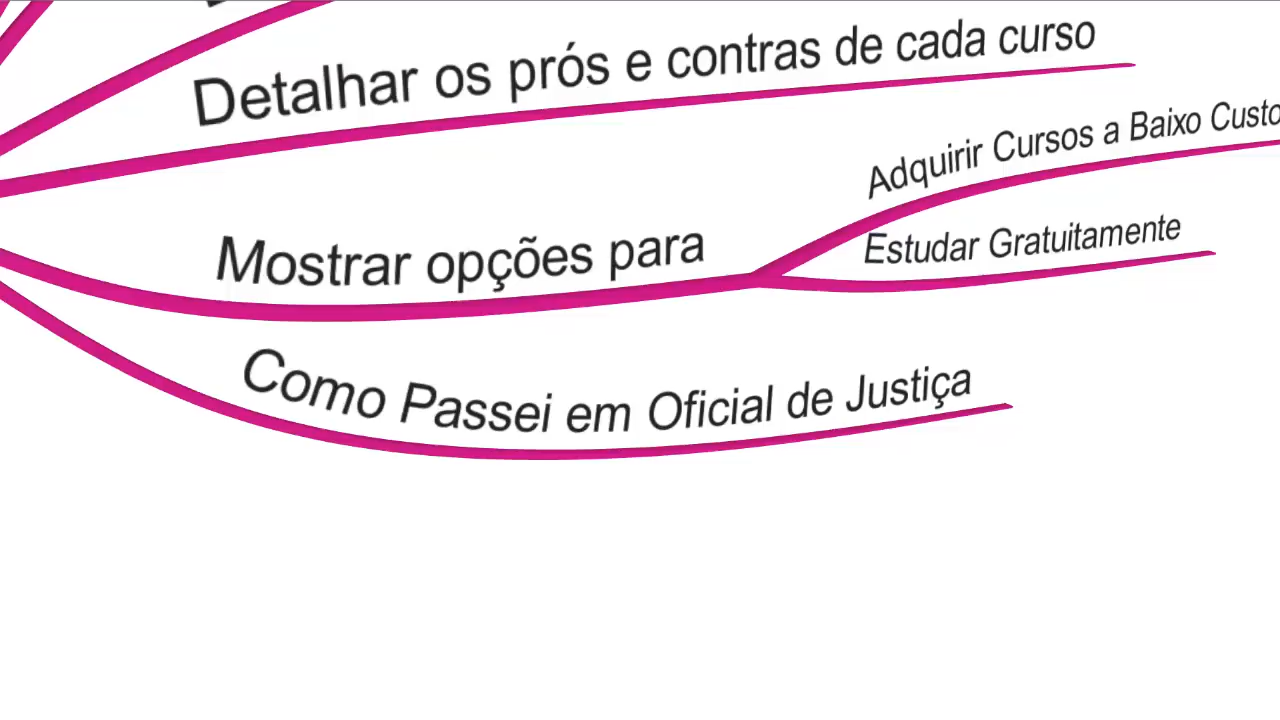 Detalhar os prós e contras de cada curso
Adquirir Cursos a Baixo Custo
Mostrar opções para
Estudar Gratuitamente
Como Passei em Oficial de Justiça